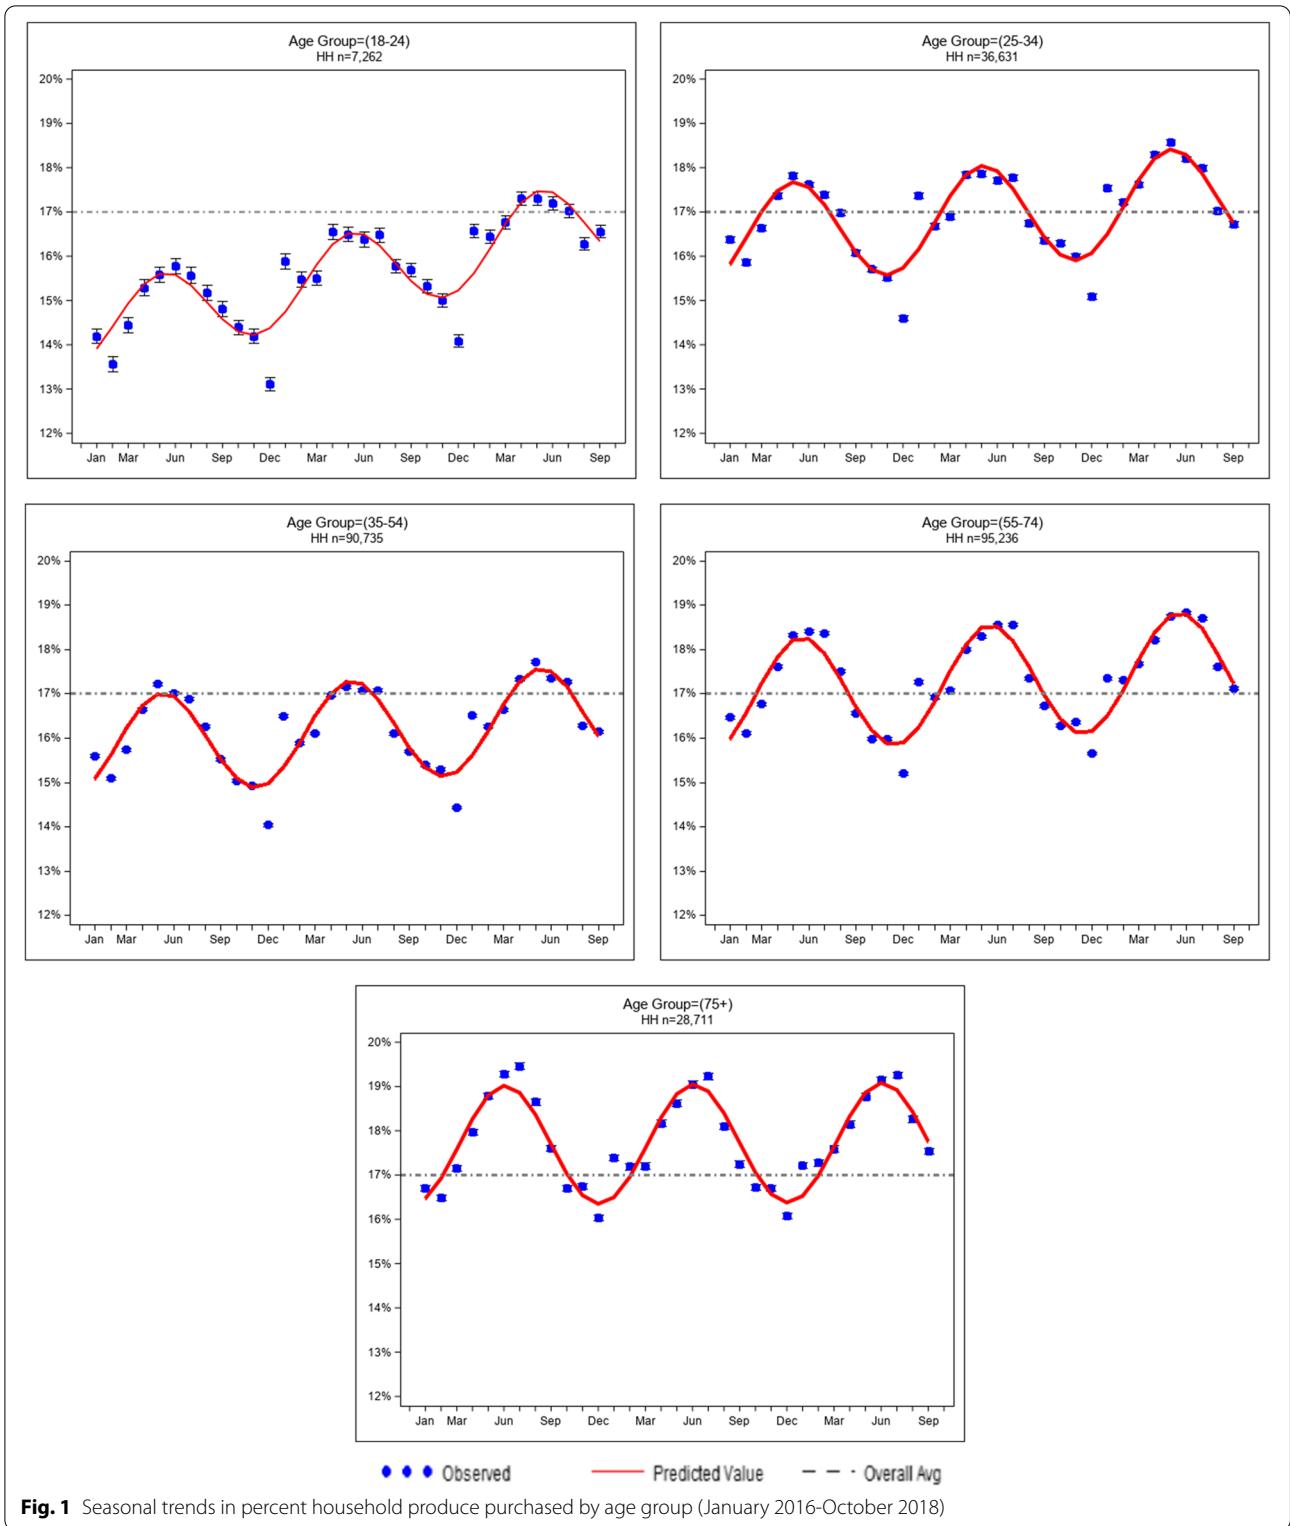 Age Group=(18-24)
HH n=7,262
20%
19%
18%
17%
16%
15%
14%
13%
12%
Jan Mar Jun Sep Dec Mar Jun Sep Dec Mar Jun Sep
Age Group=(25-34)
HH n=36,631
20%
19%
18%
17%
16%
15%
14%
13%
12%
Jan Mar Jun Sep Dec Mar Jun Sep Dec Mar Jun Sep
Age Group=(35-54)
HH n=90,735
20%
19%
18%
17%
16%
15%
14%
13%
12%
Jan Mar Jun Sep Dec Mar Jun Sep Dec Mar Jun Sep
Age Group=(55-74)
HH n=95,236
20%
19%
18%
17%
16%
15%
14%
13%
12%
Jan Mar Jun Sep Dec Mar Jun Sep Dec Mar Jun Sep
Age Group=(75+)
HH n=28,711
20%
19%
18%
17%
16%
15%
14%
13%
12%
Jan Mar Jun Sep Dec Mar Jun Sep Dec Mar Jun Sep
Observed Predicted Value Overall Avg
Fig. 1 Seasonal trends in percent household produce purchased by age group (January 2016-October 2018)